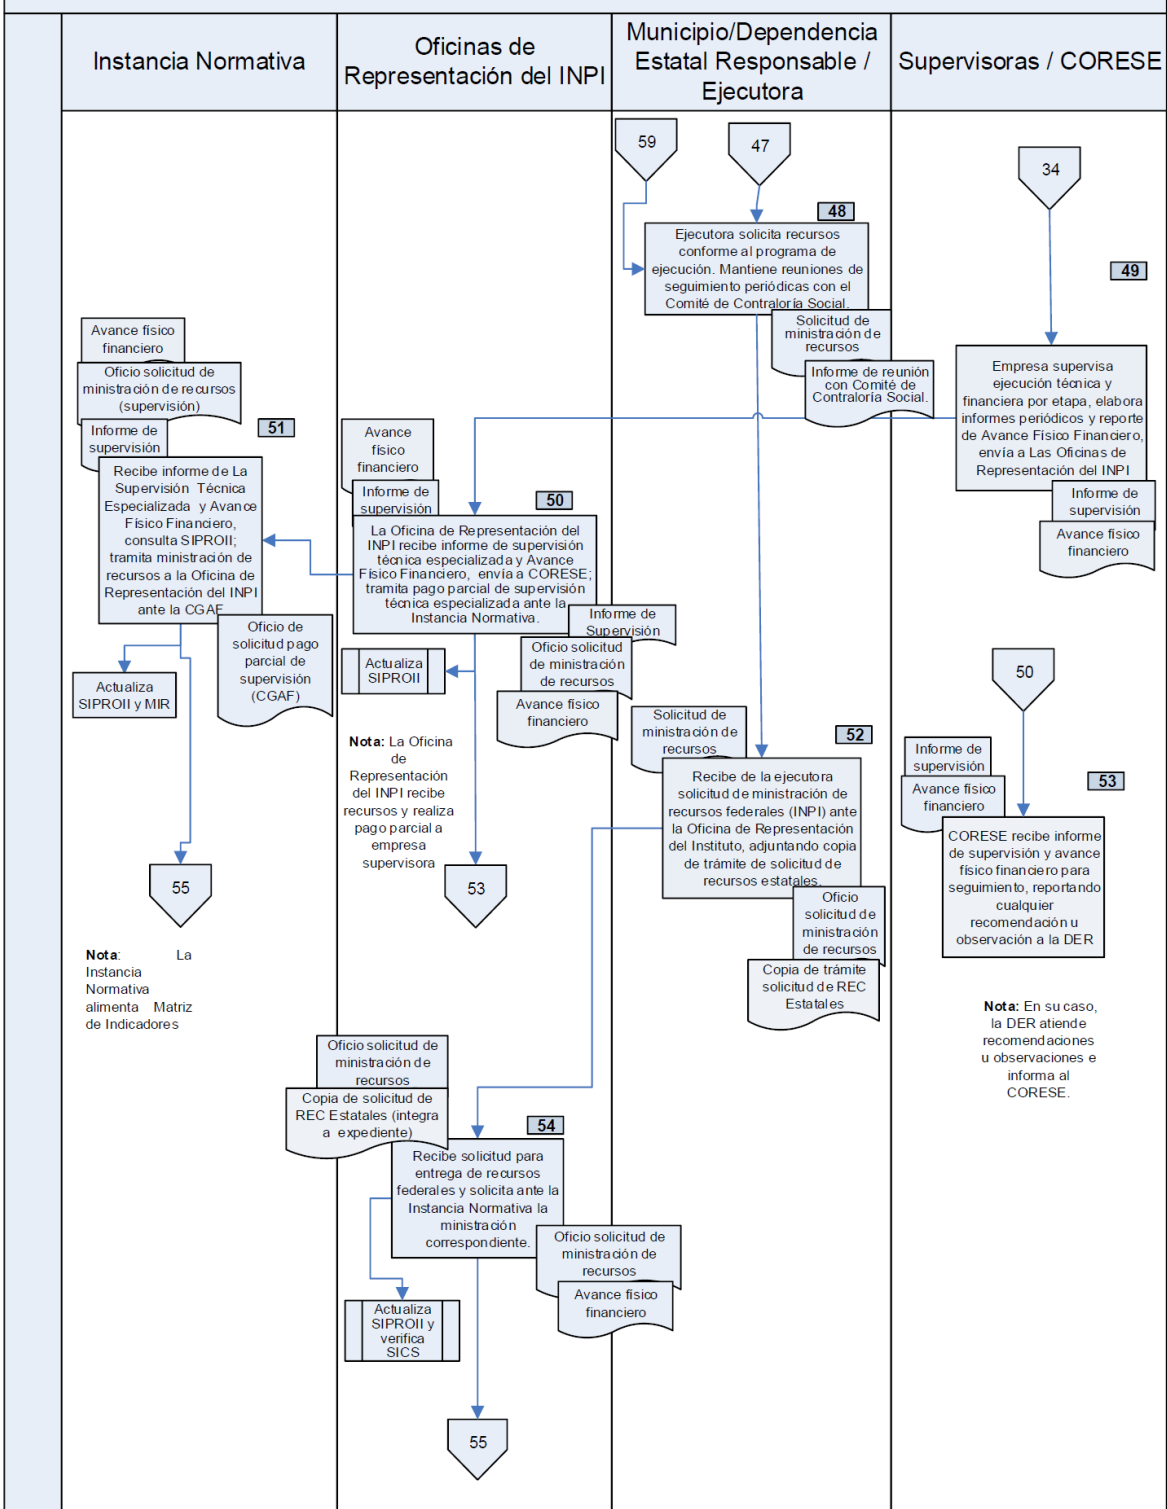 Instancia Normativa
Oficinas de
Representación del INPI
Municipio/Dependencia
Estatal Responsable /
Ejecutora
Supervisoras / CORESE
59
47
34
48
Ejecutora solicita recursos
conforme al programa de
ejecución. Mantiene reuniones de
seguimiento periódicas con el
Comité de Contraloría Social.
Solicitud de
ministración de
recursos
Informe de reunión
con Comité de
Contraloría Social.
49
Empresa supervisa
ejecución técnica y
financiera por etapa, elabora
informes periódicos y reporte
de Avance Físico Financiero,
envía a Las Oficinas de
Representación del INPI
Informe de
supervisión
Avance físico
financiero
Avance físico
financiero
Oficio solicitud de
ministración de recursos
(supervisión)
Informe de
supervisión
51
Recibe informe de La
Supervisión Técnica
Especializada y Avance
Físico Financiero,
consulta SIPROII;
tramita ministración de
recursos a la Oficina de
Representación del INPI
ante la CGAF
Oficio de
solicitud pago
parcial de
supervisión
(CGAF)
Actualiza
SIPROII y MIR
55
Nota: La
Instancia
Normativa
alimenta Matriz
de Indicadores
Avance
físico
financiero
Informe de
supervisión
50
La Oficina de Representación del
INPI recibe informe de supervisión
técnica especializada y Avance
Físico Financiero, envía a CORESE;
tramita pago parcial de supervisión
técnica especializada ante la
Instancia Normativa.
Informe de
Supervisión
Oficio solicitud
de ministración
de recursos
Avance físico
financiero
Actualiza
SIPROII
Nota: La Oficina
de
Representación
del INPI recibe
recursos y realiza
pago parcial a
empresa
supervisora
53
Solicitud de
ministración de
recursos
52
Recibe de la ejecutora
solicitud de ministración de
recursos federales (INPI) ante
la Oficina de Representación
del Instituto, adjuntando copia
de trámite de solicitud de
recursos estatales.
Oficio
solicitud de
ministración
de recursos
Copia de trámite
solicitud de REC
Estatales
50
Informe de
supervisión
Avance físico
financiero
53
CORESE recibe informe
de supervisión y avance
físico financiero para
seguimiento, reportando
cualquier
recomendación u
observación a la DER
Nota: En su caso,
la DER atiende
recomendaciones
u observaciones e
informa al
CORESE.
Oficio solicitud de
ministración de
recursos
Copia de solicitud de
REC Estatales (integra
a expediente)
54
Recibe solicitud para
entrega de recursos
federales y solicita ante la
Instancia Normativa la
ministración
correspondiente.
Oficio solicitud de
ministración de
recursos
Avance físico
financiero
Actualiza
SIPROII y
verifica
SICS
55